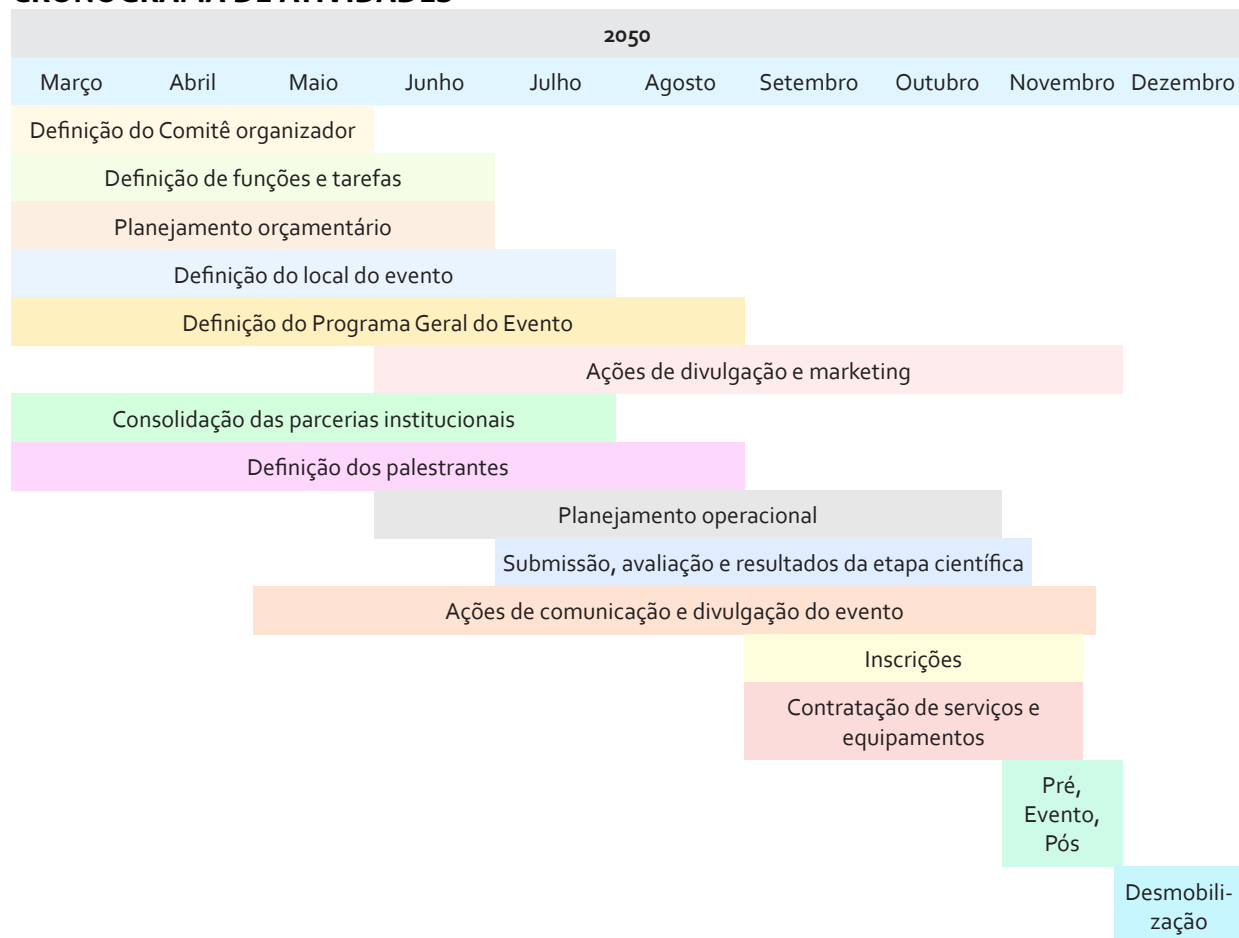 CRONOGRAMA DE ATIVIDADES
2050
Março Abril Maio Junho Julho Agosto Setembro Outubro Novembro Dezembro
Definição do Comitê organizador
Definição de funções e tarefas
Planejamento orçamentário
Definição do local do evento
Definição do Programa Geral do Evento
Ações de divulgação e marketing
Consolidação das parcerias institucionais
Definição dos palestrantes
Planejamento operacional
Submissão, avaliação e resultados da etapa científica
Ações de comunicação e divulgação do evento
Inscrições
Contratação de serviços e
equipamentos
Pré,
Evento,
Pós
Desmobili-
zação